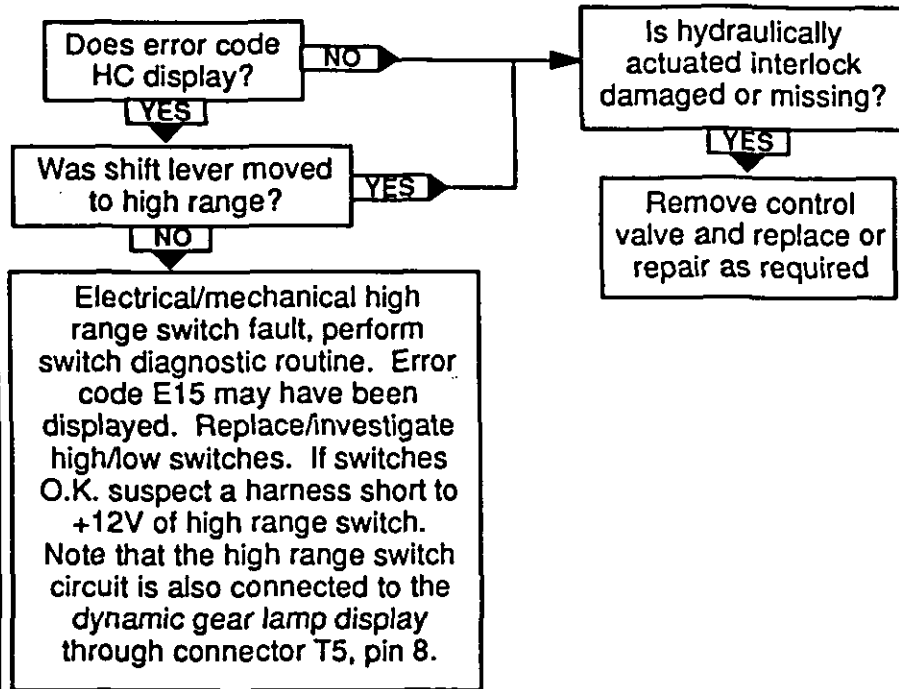 Does error code
HC display?
NO
YES
Was shift lever moved
to high range?
YES
NO
Electrical/mechanical high
range switch fault, perform
switch diagnostic routine. Error
code E15 may have been
displayed. Replace/investigate
high/low switches. If switches
O.K. suspect a harness short to
+12V of high range switch.
Note that the high range switch
circuit is also connected to the
dynamic gear lamp display
through connector T5, pin 8.
Is hydraulically
actuated interlock
damaged or missing?
YES
Remove control
valve and replace or
repair as required